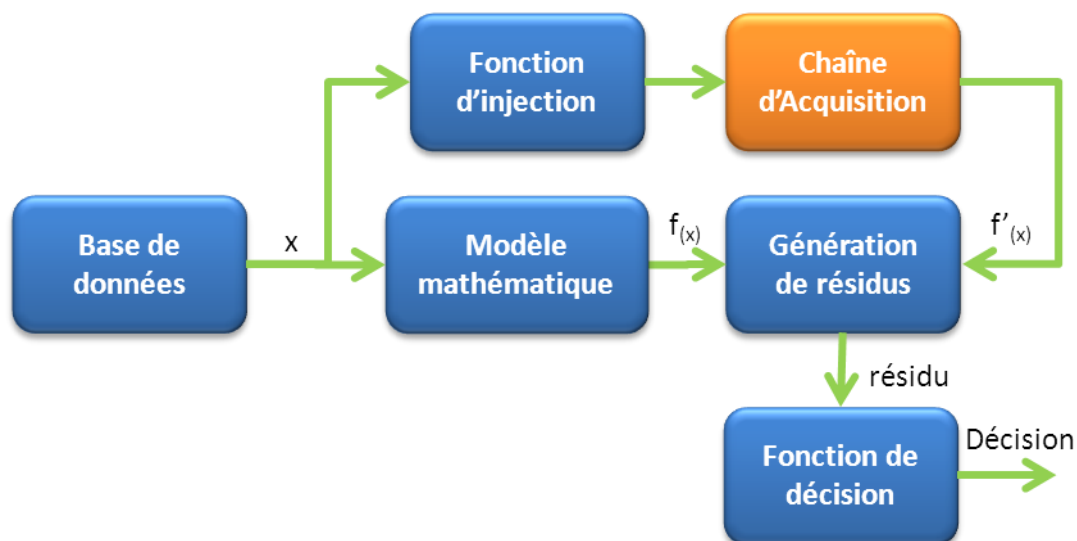 Fonction
d'injection
Chaîne
d'Acquisition
Base de
données
x
Modèle
mathématique
f(x)
Génération
de résidus
f'(x)
résidu
Fonction de
décision
Décision